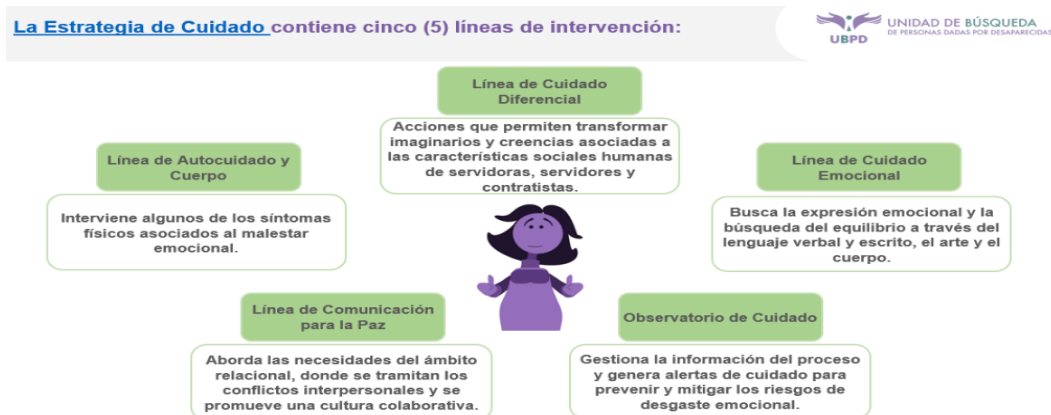 La Estrategia de Cuidado contiene cinco (5) líneas de intervención:
UNIDAD DE BÚSQUEDA
DE PERSONAS DADAS POR DESAPARECIDAS
UBPD
Línea de Cuidado
Diferencial
Acciones que permiten transformar
imaginarios y creencias asociadas a
las características sociales humanas
de servidoras, servidores y
contratistas.
Línea de Autocuidado y
Cuerpo
Interviene algunos de los síntomas
físicos asociados al malestar
emocional.
Línea de Cuidado
Emocional
Busca la expresión emocional y la
búsqueda del equilibrio a través del
lenguaje verbal y escrito, el arte y el
cuerpo.
Línea de Comunicación
para la Paz
Aborda las necesidades del ámbito
relacional, donde se tramitan los
conflictos interpersonales y se
promueve una cultura colaborativa.
Observatorio de Cuidado
Gestiona la información del proceso
y genera alertas de cuidado para
prevenir y mitigar los riesgos de
desgaste emocional.